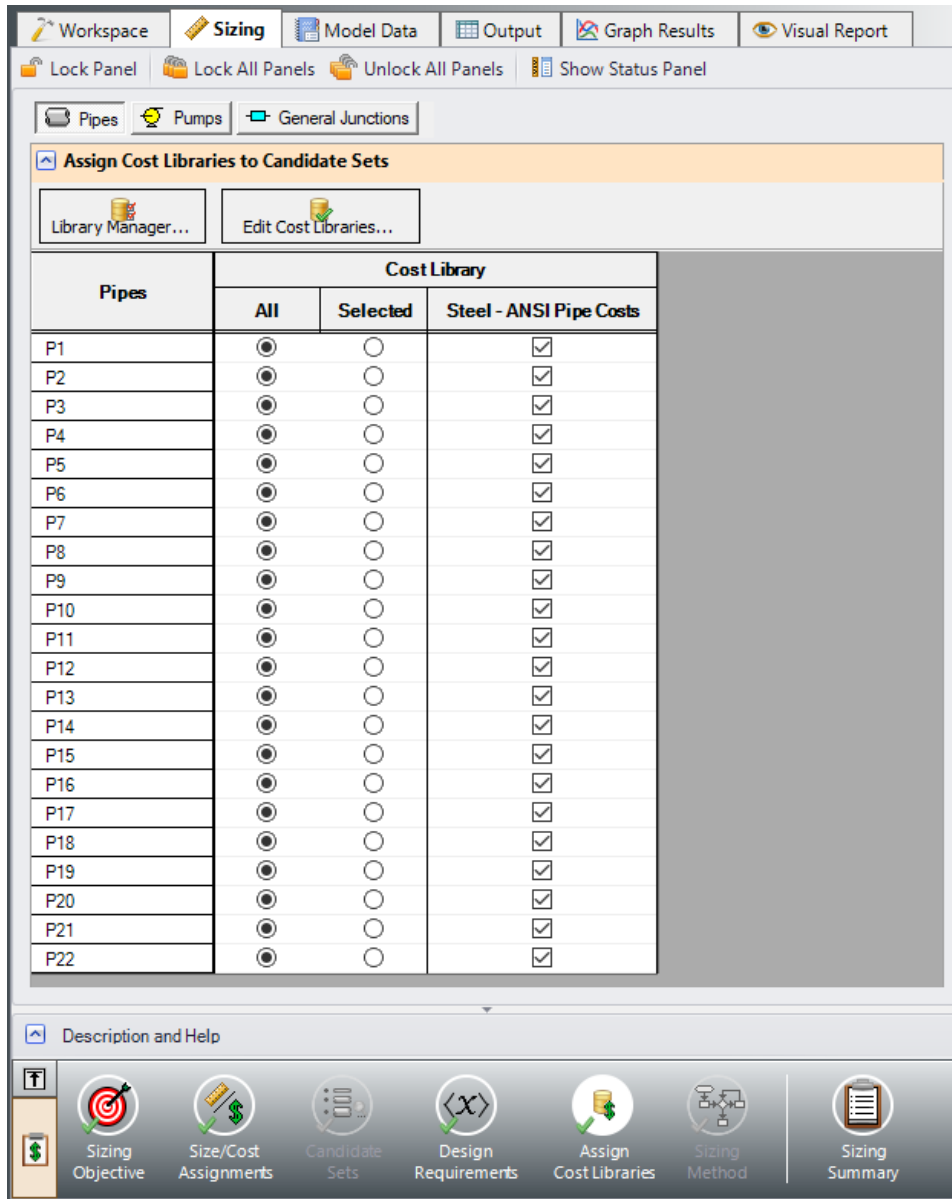 Workspace Sizing Model Data Output Graph Results Visual Report
Lock Panel Lock All Panels Unlock All Panels Show Status Panel
Pipes Pumps General Junctions
Assign Cost Libraries to Candidate Sets
Library Manager... Edit Cost Libraries...
Pipes Cost Library
All Selected Steel - ANSI Pipe Costs
P1
P2
P3
P4
P5
P6
P7
P8
P9
P10
P11
P12
P13
P14
P15
P16
P17
P18
P19
P20
P21
P22
Description and Help
Sizing Size/Cost Candidate Design Assign Sizing Sizing
Objective Assignments Sets Requirements Cost Libraries Method Summary